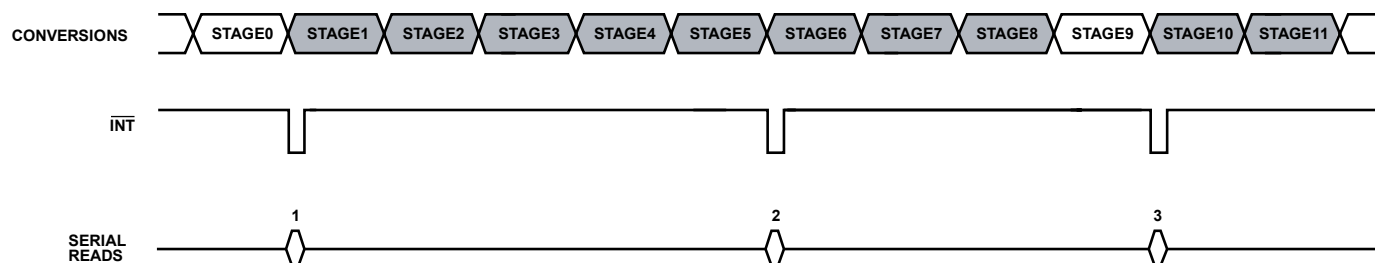 CONVERSIONS
STAGE0 STAGE1 STAGE2 STAGE3 STAGE4 STAGE5 STAGE6 STAGE7 STAGE8 STAGE9 STAGE10 STAGE11
INT
1 2 3
SERIAL
READS